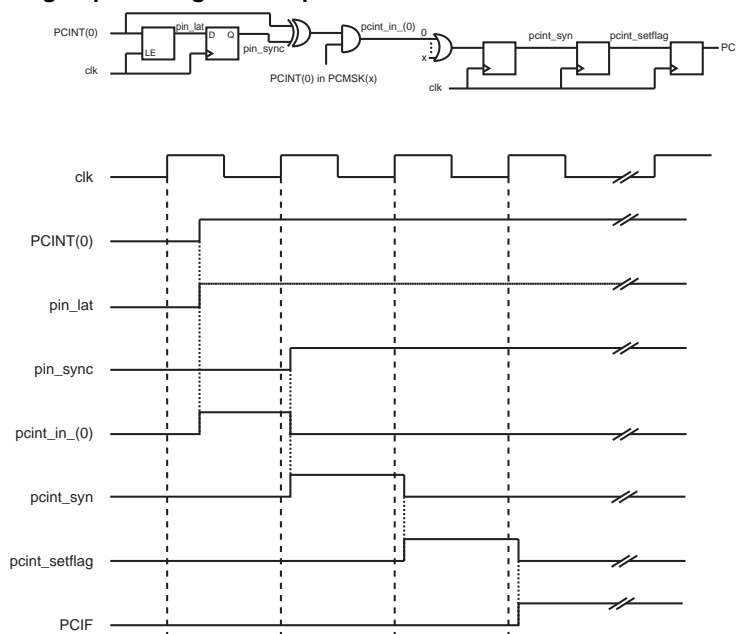 pin_lat
PCINT(0)
D Q
LE
pin_sync
pcint_in_(0)
0
x
clk
PCINT(0) in PCMSK(x)
pcint_syn
pcint_setflag
PC
clk
clk
PCINT(0)
pin_lat
pin_sync
pcint_in_(0)
pcint_syn
pcint_setflag
PCIF